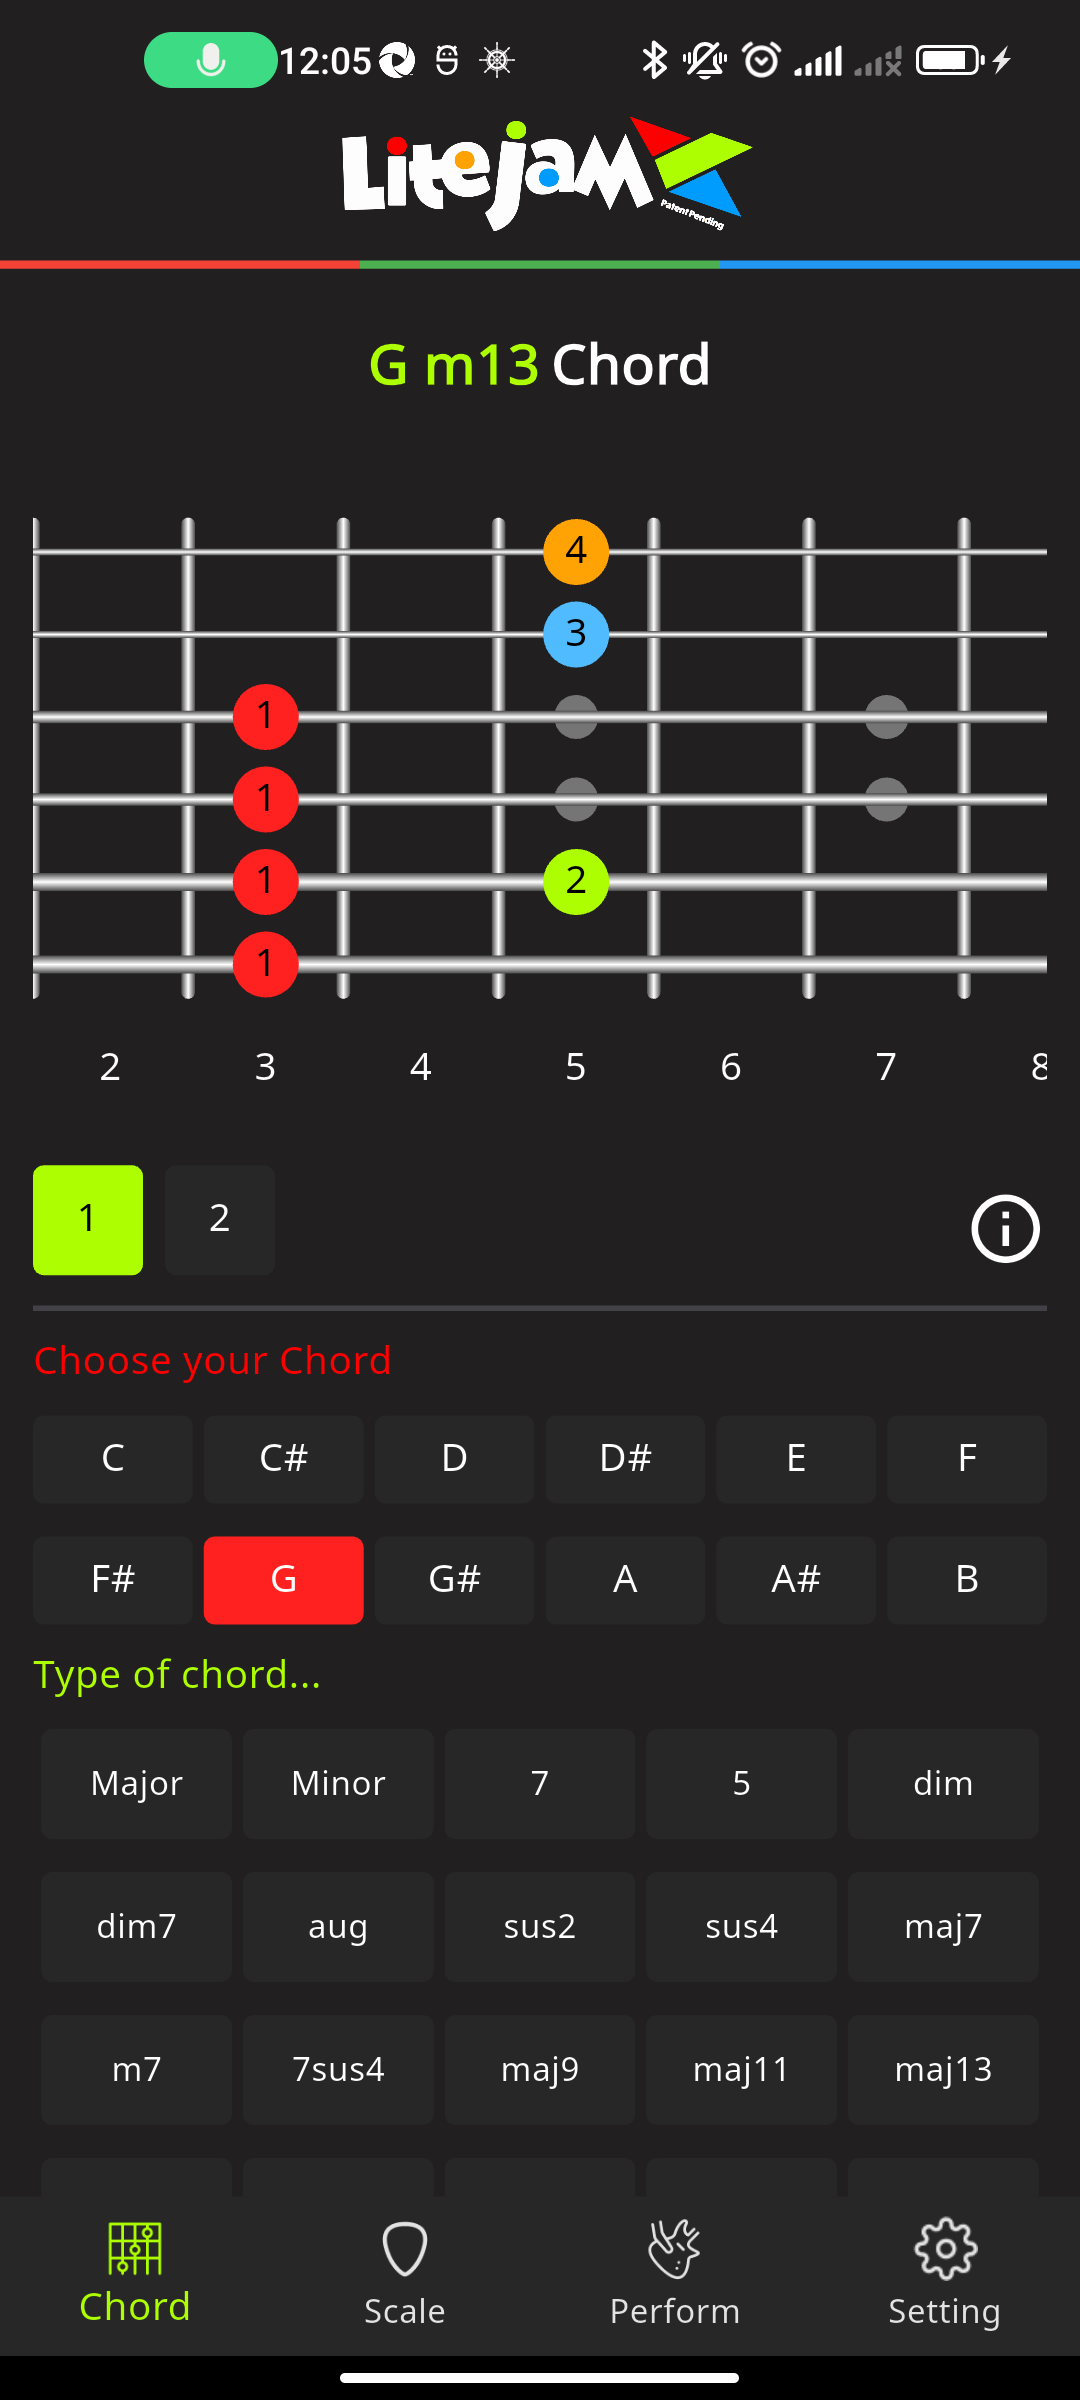 12:05
Litejam
Patent Pending
G m13 Chord
4
3
1
1
1 2
1
2 3 4 5 6 7 8
1 2
Choose your Chord
C C# D D# E F
F# G G# A A# B
Type of chord...
Major Minor 7 5 dim
dim7 aug sus2 sus4 maj7
m7 7sus4 maj9 maj11 maj13
Chord Scale Perform Setting